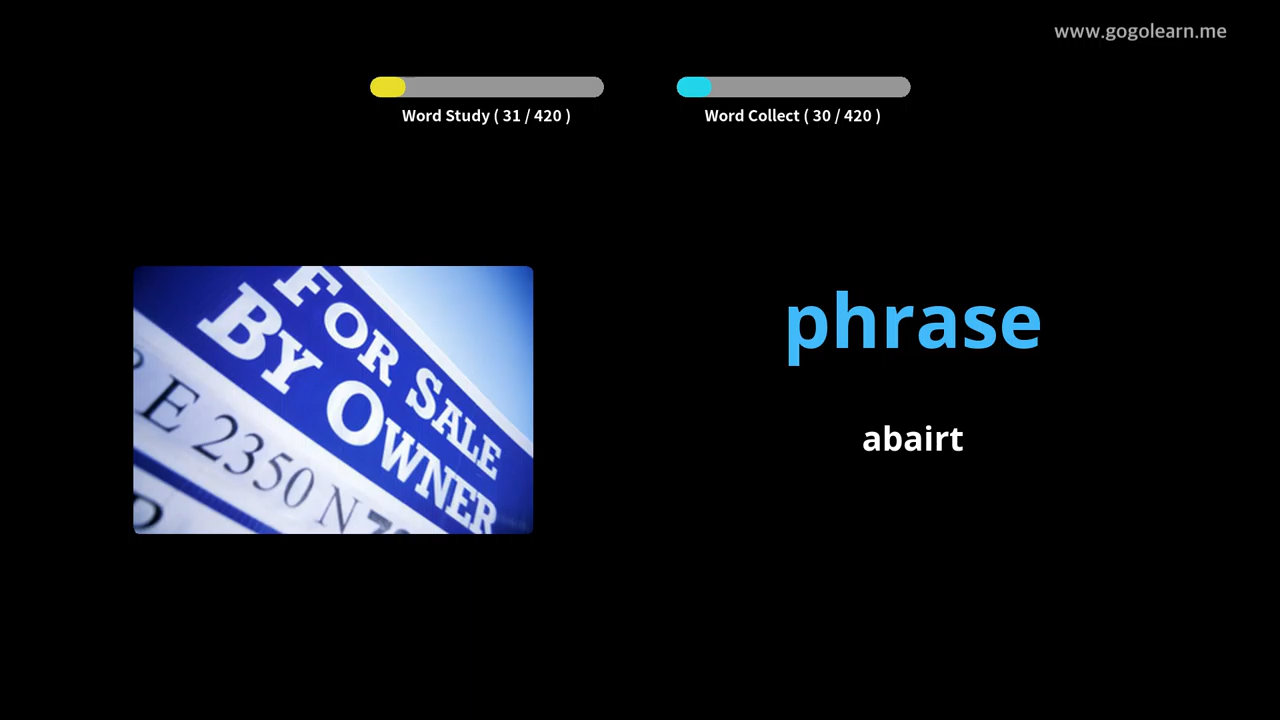 www.gogolearn.me
Word Study ( 31 / 420 )
Word Collect ( 30 / 420 )
FOR SALE
BY OWNER
E 2350 N
phrase
abairt